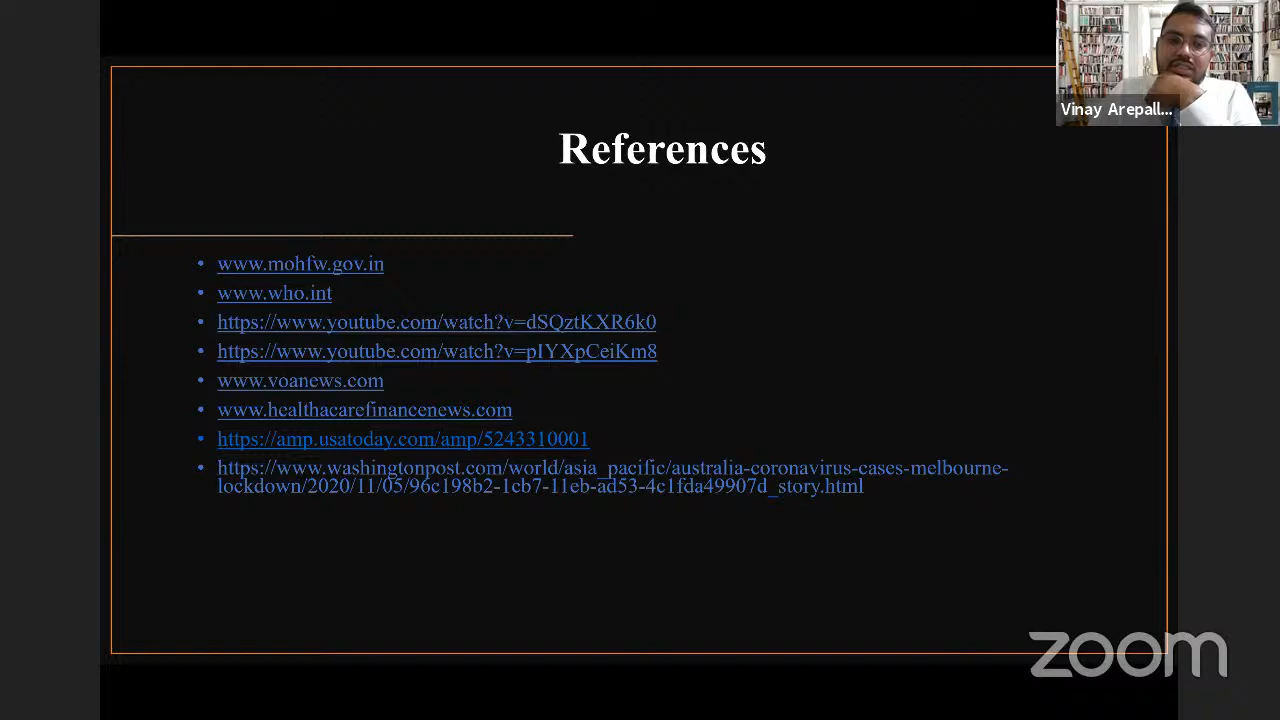 Vinay Arepall...
References
• www.mohfw.gov.in
• www.who.int
• https://www.youtube.com/watch?v=dSQztKXR6k0
• https://www.youtube.com/watch?v=pIYXpCeiKm8
• www.voanews.com
• www.healthacarefinancenews.com
• https://amp.usatoday.com/amp/5243310001
• https://www.washingtonpost.com/world/asia_pacific/australia-coronavirus-cases-melbourne-
lockdown/2020/11/05/96c198b2-1cb7-11eb-ad53-4c1fda49907d_story.html
zoom